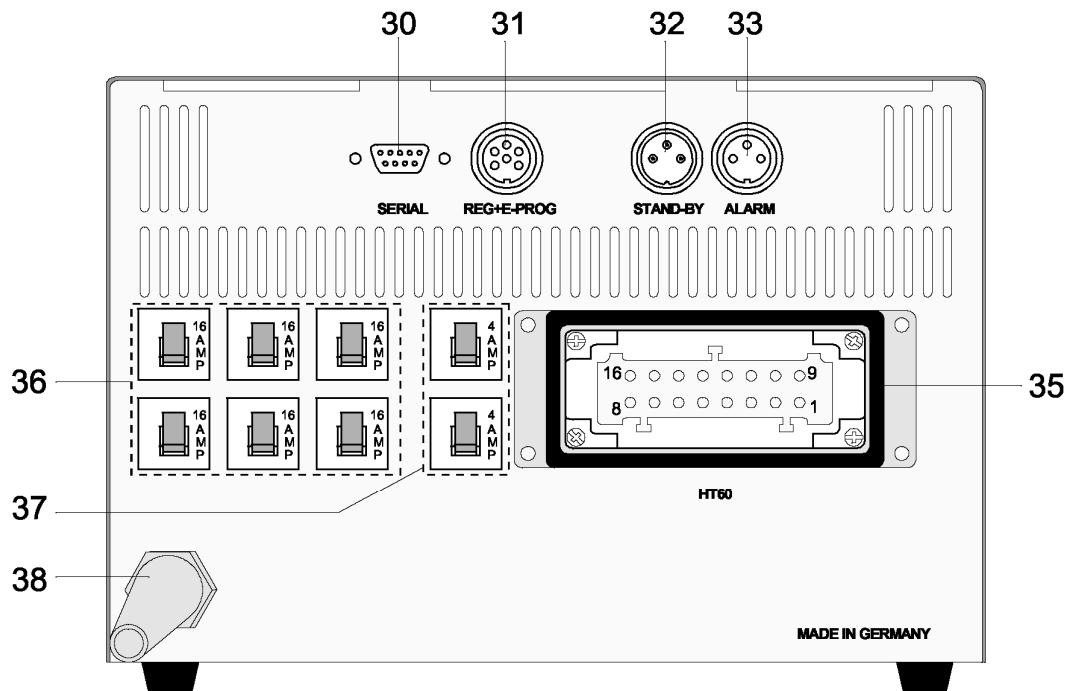 30 31 32 33
SERIAL REG+E-PROG STAND-BY ALARM
16 AMP 16 AMP 16 AMP 4 AMP
36
16 9
8 1
35
16 AMP 16 AMP 16 AMP 4 AMP
37
HT60
38
MADE IN GERMANY